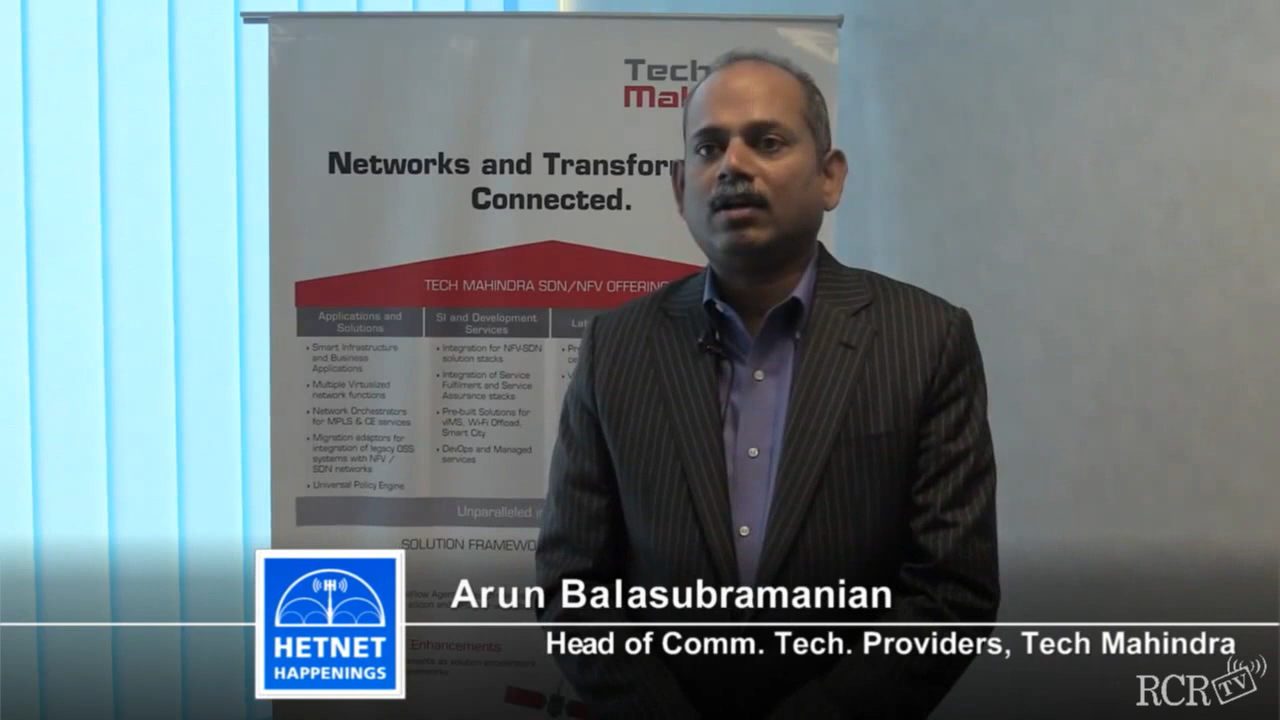 Tech
Mah
Networks and Transfor
Connected.
TECH MAHINDRA SDN/NFV OFFERING
Applications and
Solutions
• Smart Infrastructure
and Business
Applications
• Multiple Virtualized
network functions
• Network Orchestrators
for MPLS & CE services
• Migration adaptors for
integration of legacy OSS
systems with NFV /
SDN networks
• Universal Policy Engine
SI and Development
Services
• Integration for NFV-SDN
solution stacks
• Integration of Service
Fulfilment and Service
Assurance stacks
• Pre-built Solutions for
vIMS, Wi-Fi Offload,
Smart City
• DevOps and Managed
services
Lab
Unparalleled in
SOLUTION FRAMEWO
Enhancements
HETNET
HAPPENINGS
Arun Balasubramanian
Head of Comm. Tech. Providers, Tech Mahindra
RCR TV